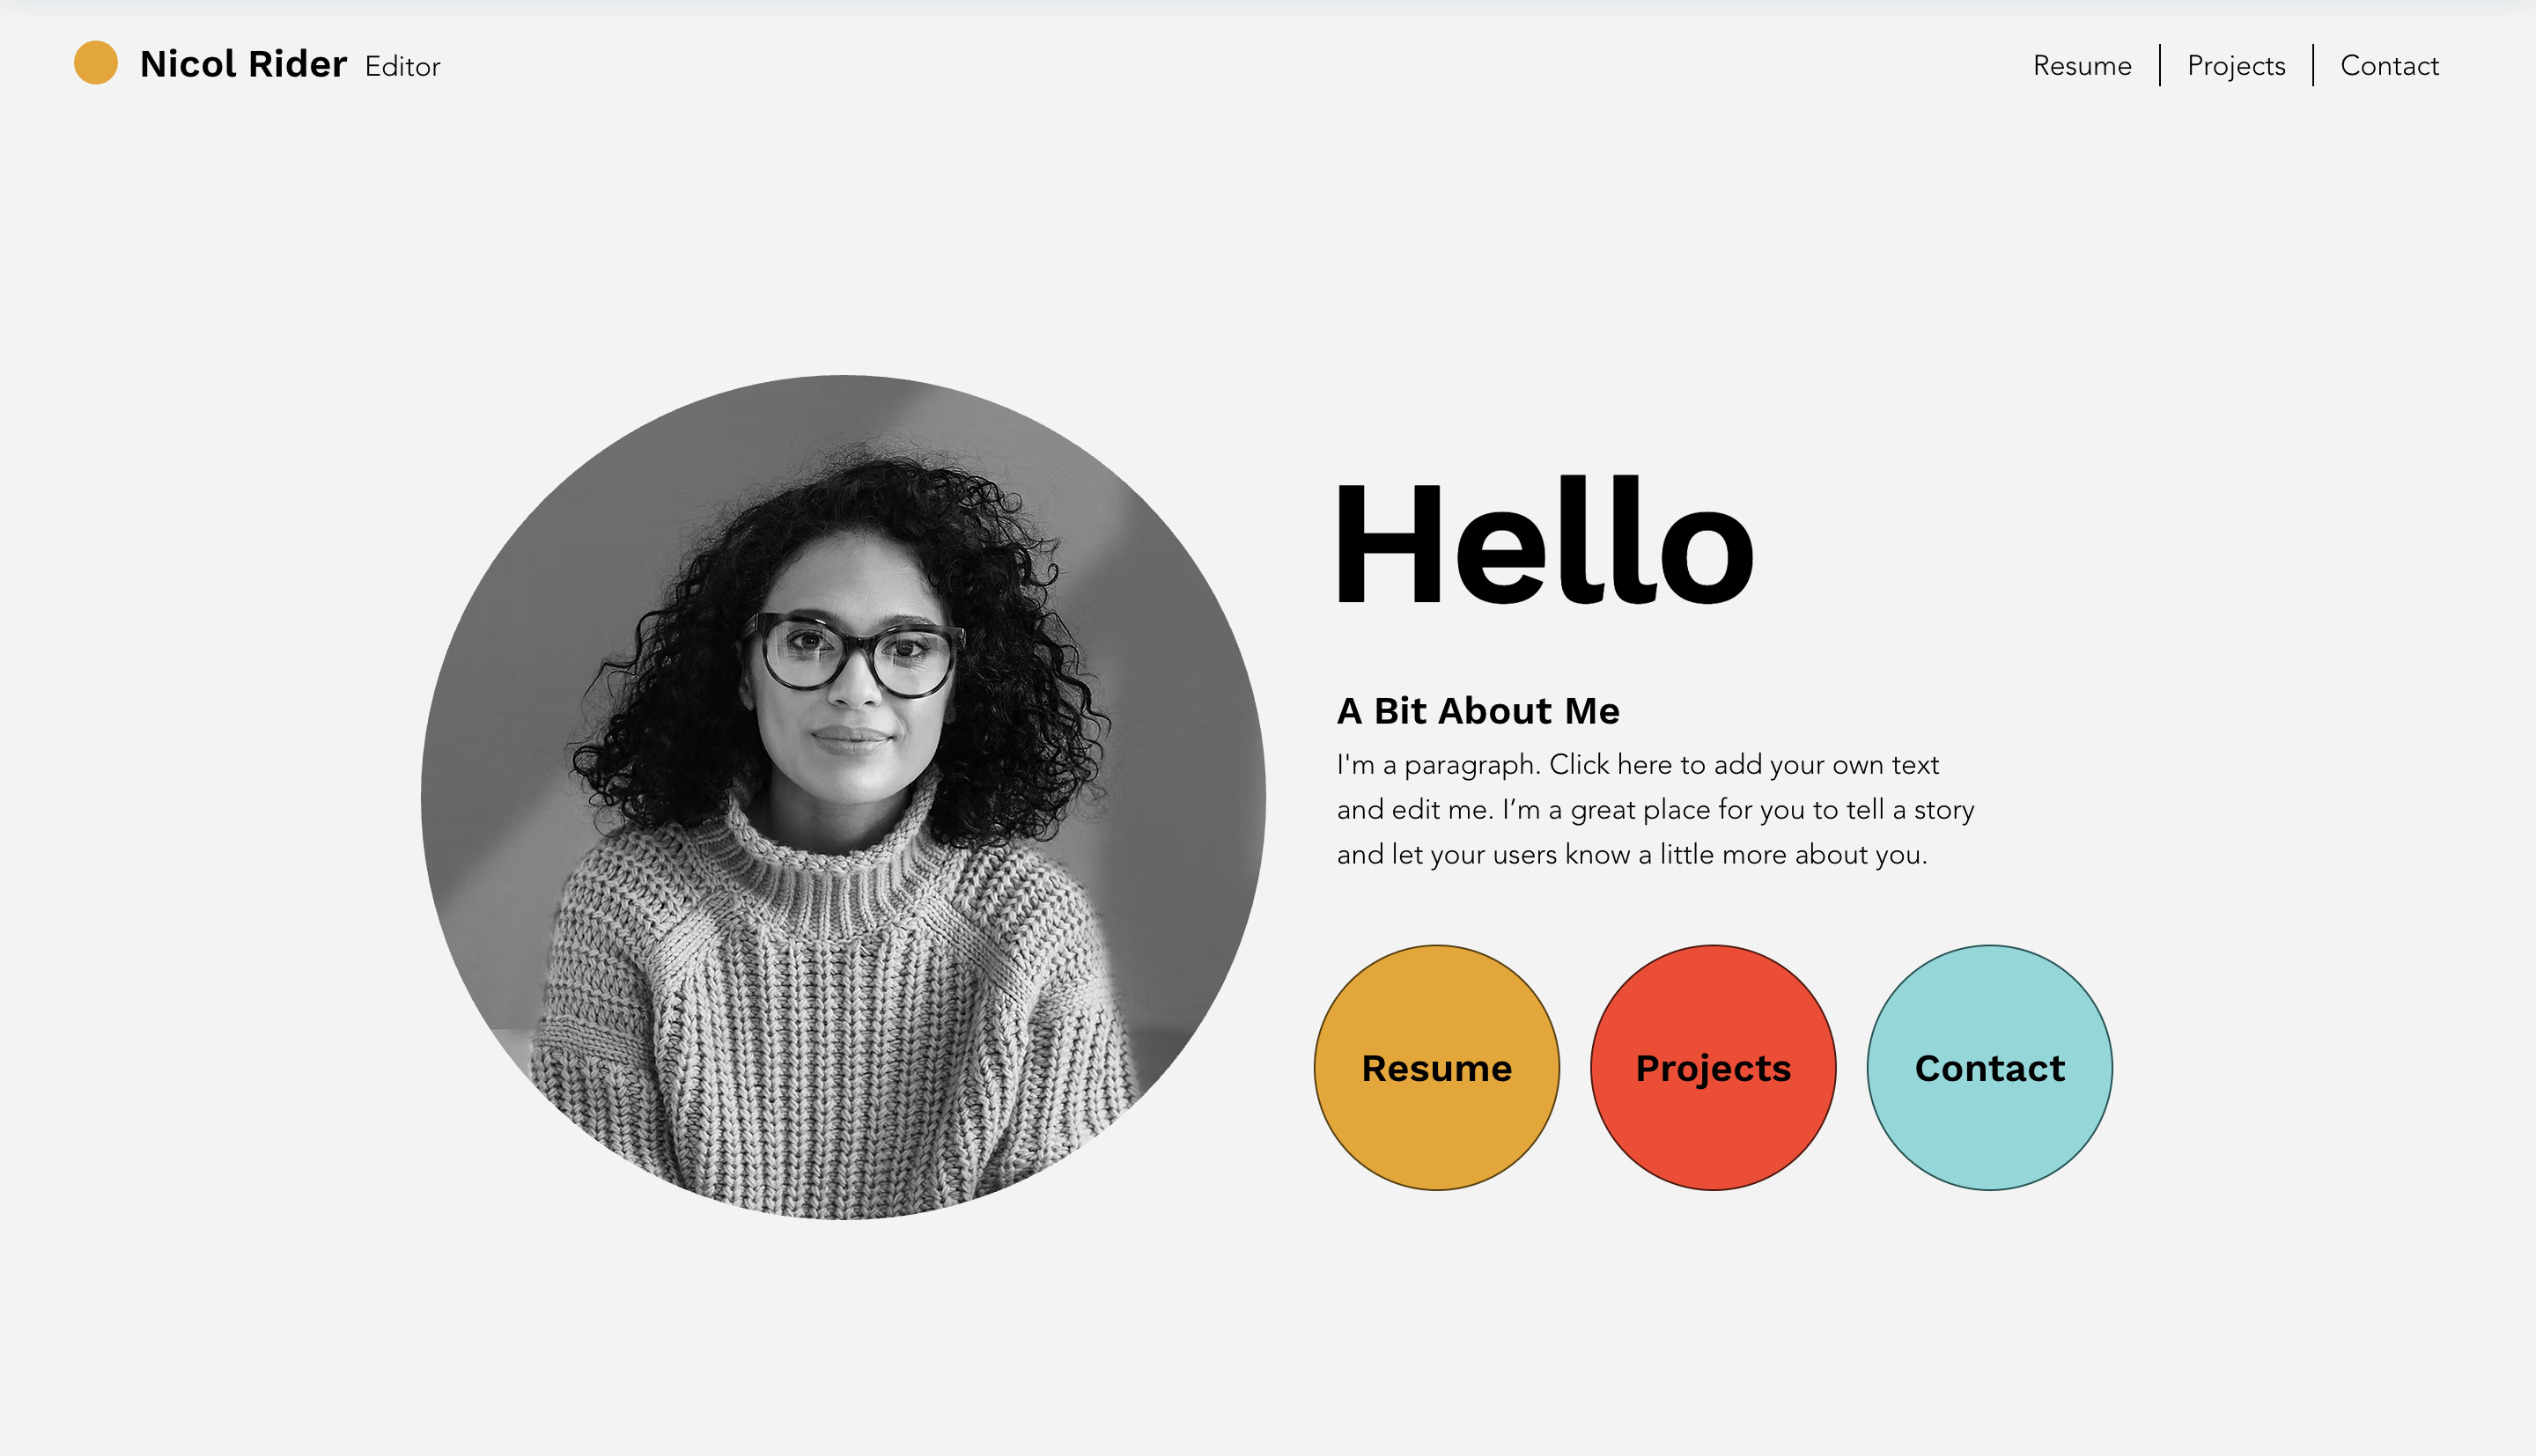 Nicol Rider Editor
Resume Projects Contact
Hello
A Bit About Me
I'm a paragraph. Click here to add your own text
and edit me. I’m a great place for you to tell a story
and let your users know a little more about you.
Resume
Projects
Contact